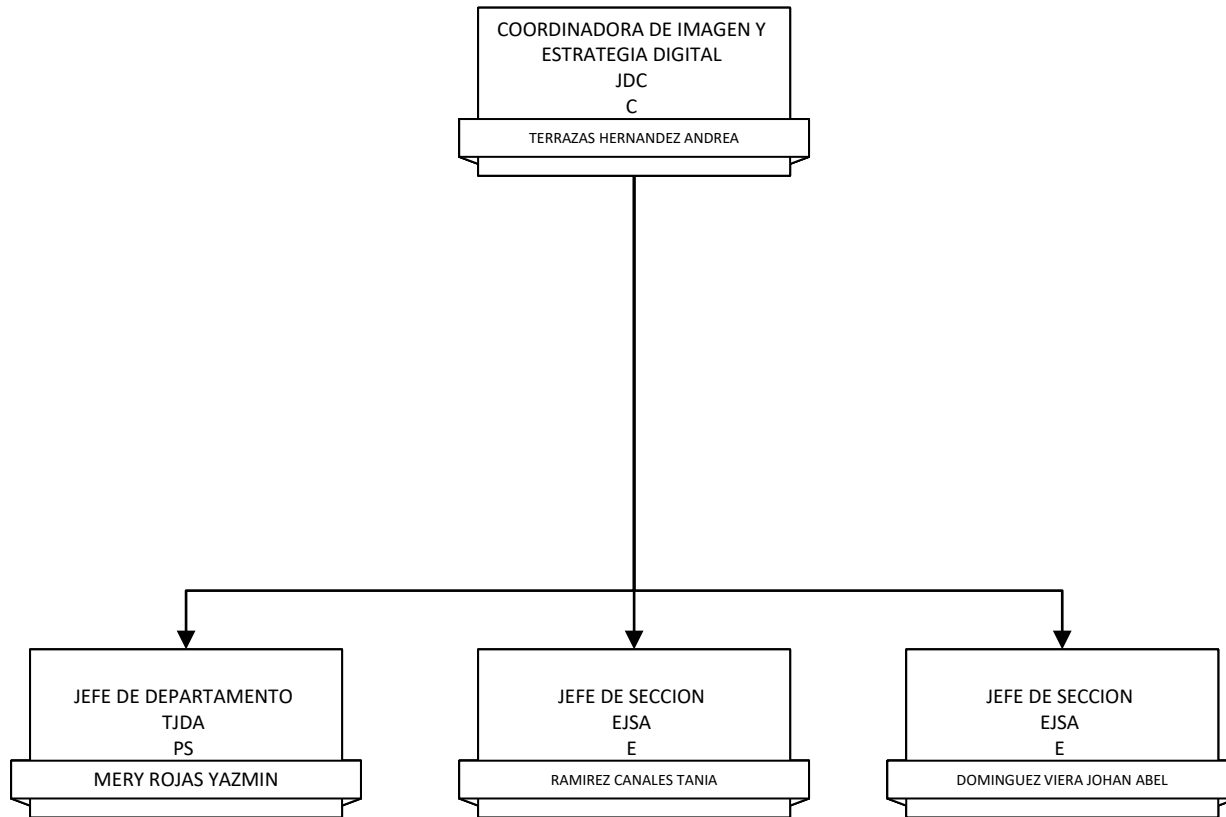 COORDINADORA DE IMAGEN Y
ESTRATEGIA DIGITAL
JDC
C
TERRAZAS HERNANDEZ ANDREA
JEFE DE DEPARTAMENTO
TJDA
PS
MERY ROJAS YAZMIN
JEFE DE SECCION
EJSA
E
RAMIREZ CANALES TANIA
JEFE DE SECCION
EJSA
E
DOMINGUEZ VIERA JOHAN ABEL